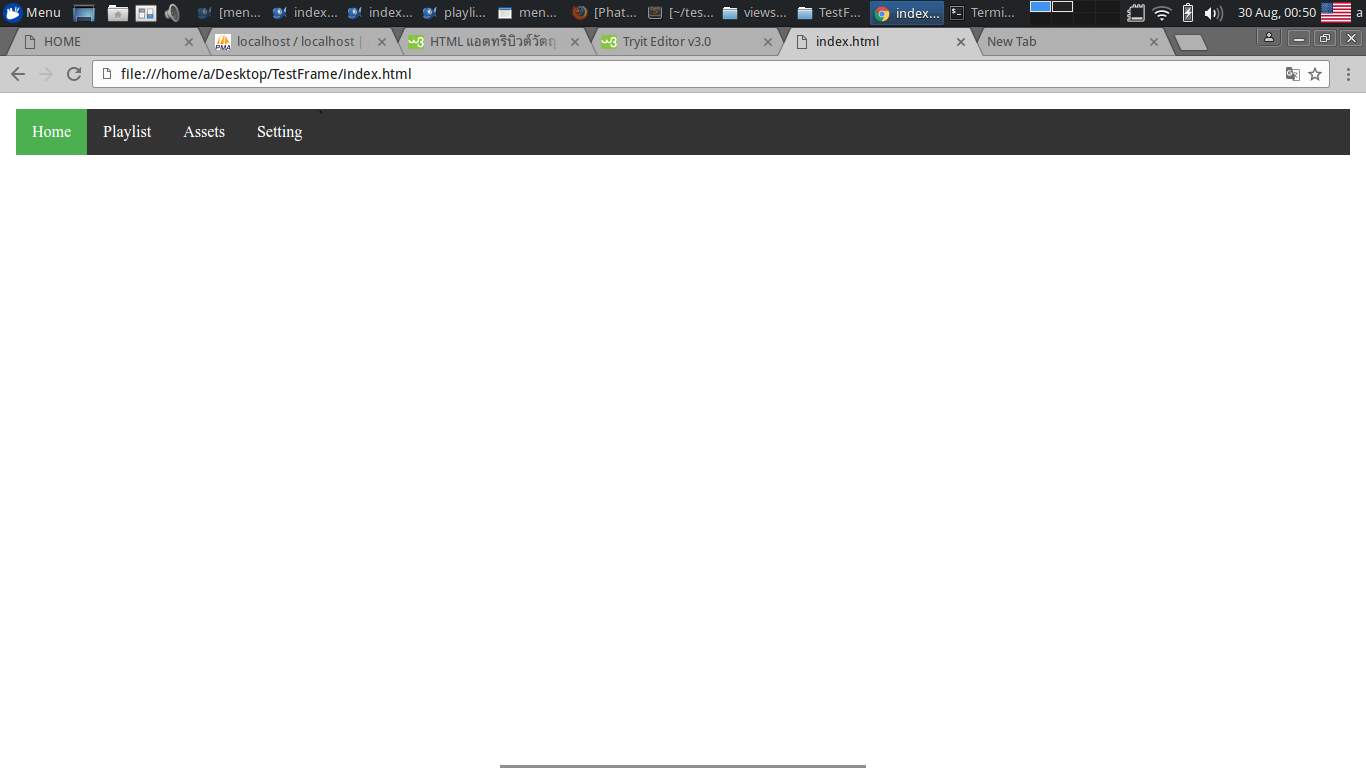 Menu [men... index... index... playli... men... [Phat... [~/tes... views... TestF... index... Termi... 30 Aug, 00:50 a
HOME localhost / localhost | HTML แอตทริบิวต์วัตถุ Tryit Editor v3.0 index.html New Tab
file:///home/a/Desktop/TestFrame/index.html
Home Playlist Assets Setting